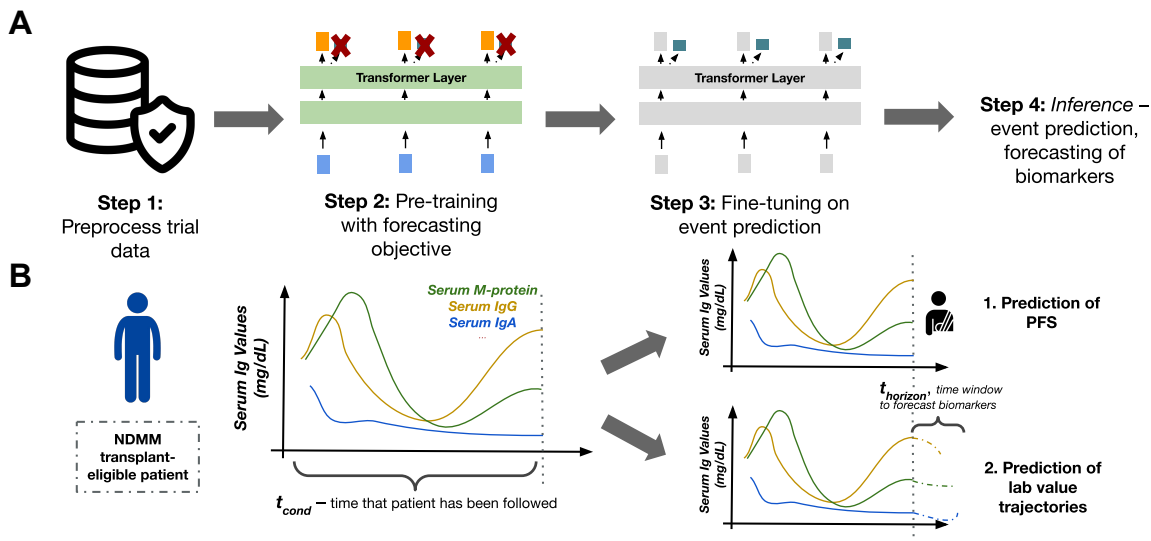 A
Transformer Layer
Transformer Layer
Step 1:
Preprocess trial
data
Step 2: Pre-training
with forecasting
objective
Step 3: Fine-tuning on
event prediction
Step 4: Inference –
event prediction,
forecasting of
biomarkers
B
NDMM
transplant-
eligible patient
Serum Ig Values
(mg/dL)
Serum M-protein
Serum IgG
Serum IgA
...
t_cond – time that patient has been followed
Serum Ig Values
(mg/dL)
1. Prediction of
PFS
t_horizon, time window
to forecast biomarkers
Serum Ig Values
(mg/dL)
2. Prediction of
lab value
trajectories